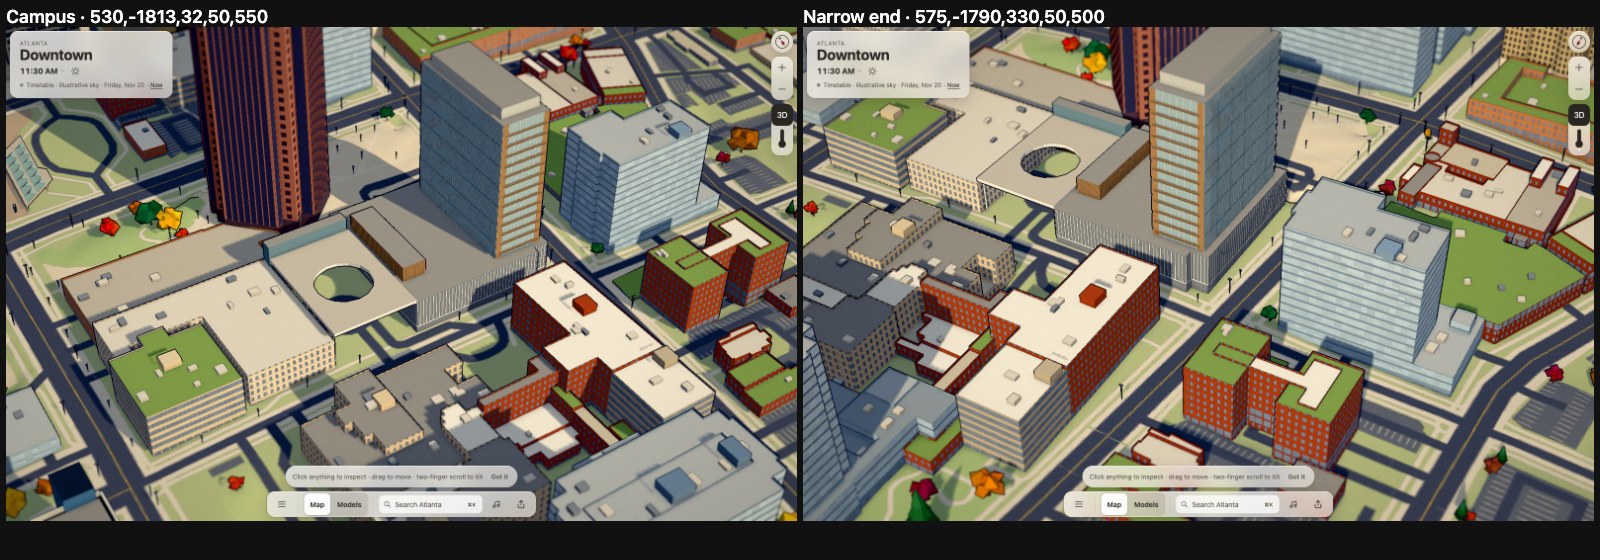 Campus · 530,-1813,32,50,550
ATLANTA
Downtown
11:30 AM
Timetable · Illustrative sky · Friday, Nov 20 Now
3D
Click anything to inspect · drag to move · two-finger scroll to tilt Got it
Map Models Search Atlanta ⌘K
Narrow end · 575,-1790,330,50,500
ATLANTA
Downtown
11:30 AM
Timetable · Illustrative sky · Friday, Nov 20 Now
3D
Click anything to inspect · drag to move · two-finger scroll to tilt Got it
Map Models Search Atlanta ⌘K